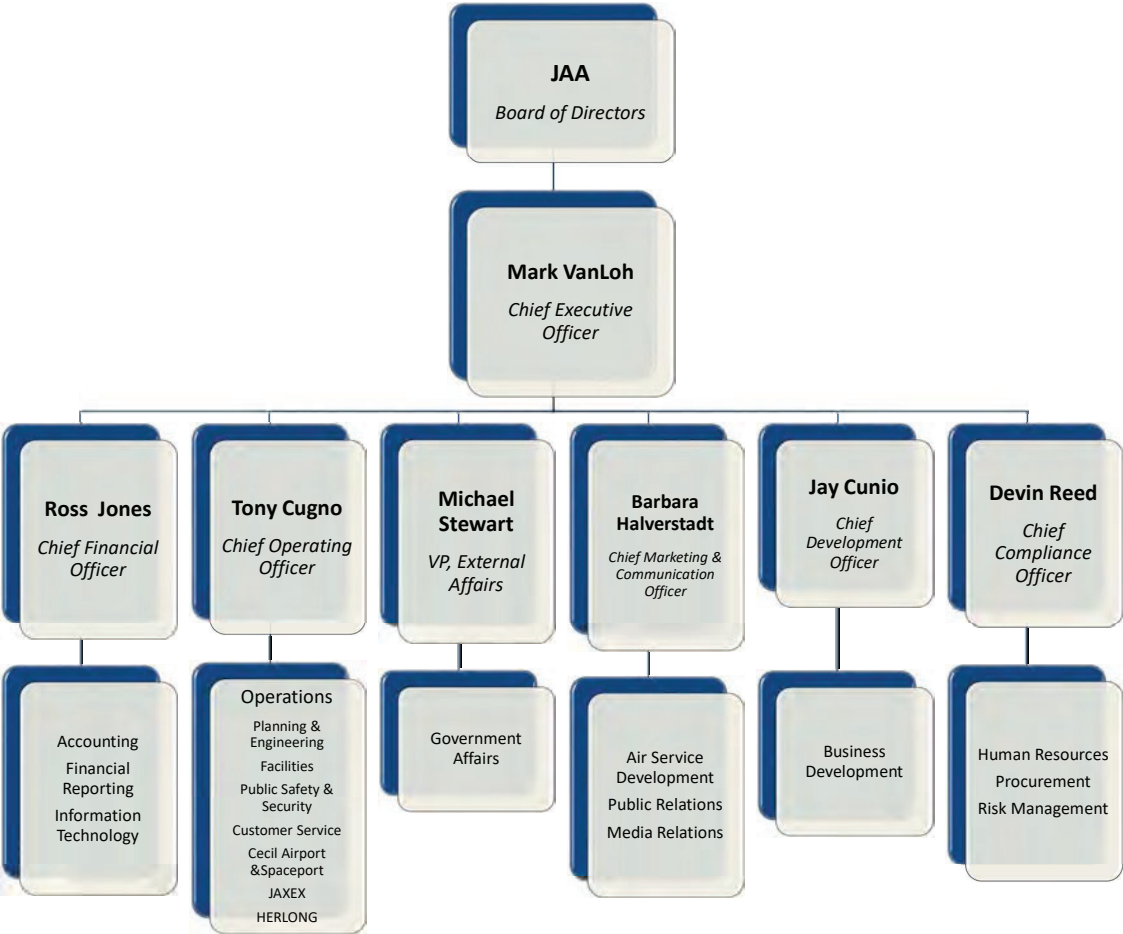 JAA
Board of Directors
Mark VanLoh
Chief Executive
Officer
Ross Jones
Chief Financial
Officer
Tony Cugno
Chief Operating
Officer
Michael
Stewart
VP, External
Affairs
Barbara
Halverstadt
Chief Marketing &
Communication
Officer
Jay Cunio
Chief
Development
Officer
Devin Reed
Chief
Compliance
Officer
Accounting
Financial
Reporting
Information
Technology
Operations
Planning &
Engineering
Facilities
Public Safety &
Security
Customer Service
Cecil Airport
&Spaceport
JAXEX
HERLONG
Government
Affairs
Air Service
Development
Public Relations
Media Relations
Business
Development
Human Resources
Procurement
Risk Management